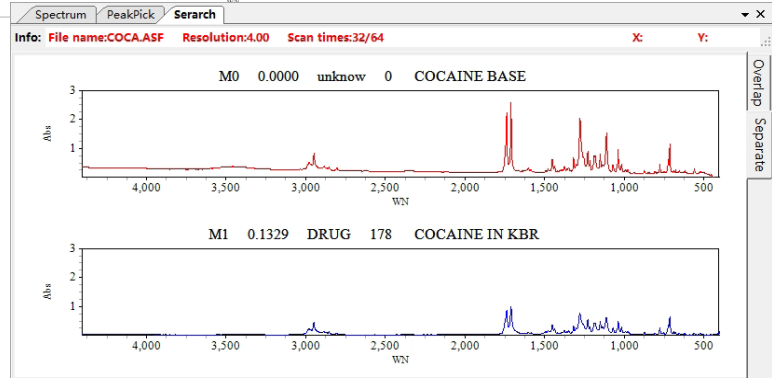 Spectrum PeakPick Serarch
Info: File name:COCA.ASF Resolution:4.00 Scan times:32/64 X: Y:
Overlap
Separate
M0 0.0000 unknow 0 COCAINE BASE
3
2
1
Abs
4,000 3,500 3,000 2,500 2,000 1,500 1,000 500
WN
M1 0.1329 DRUG 178 COCAINE IN KBR
3
2
1
Abs
4,000 3,500 3,000 2,500 2,000 1,500 1,000 500
WN